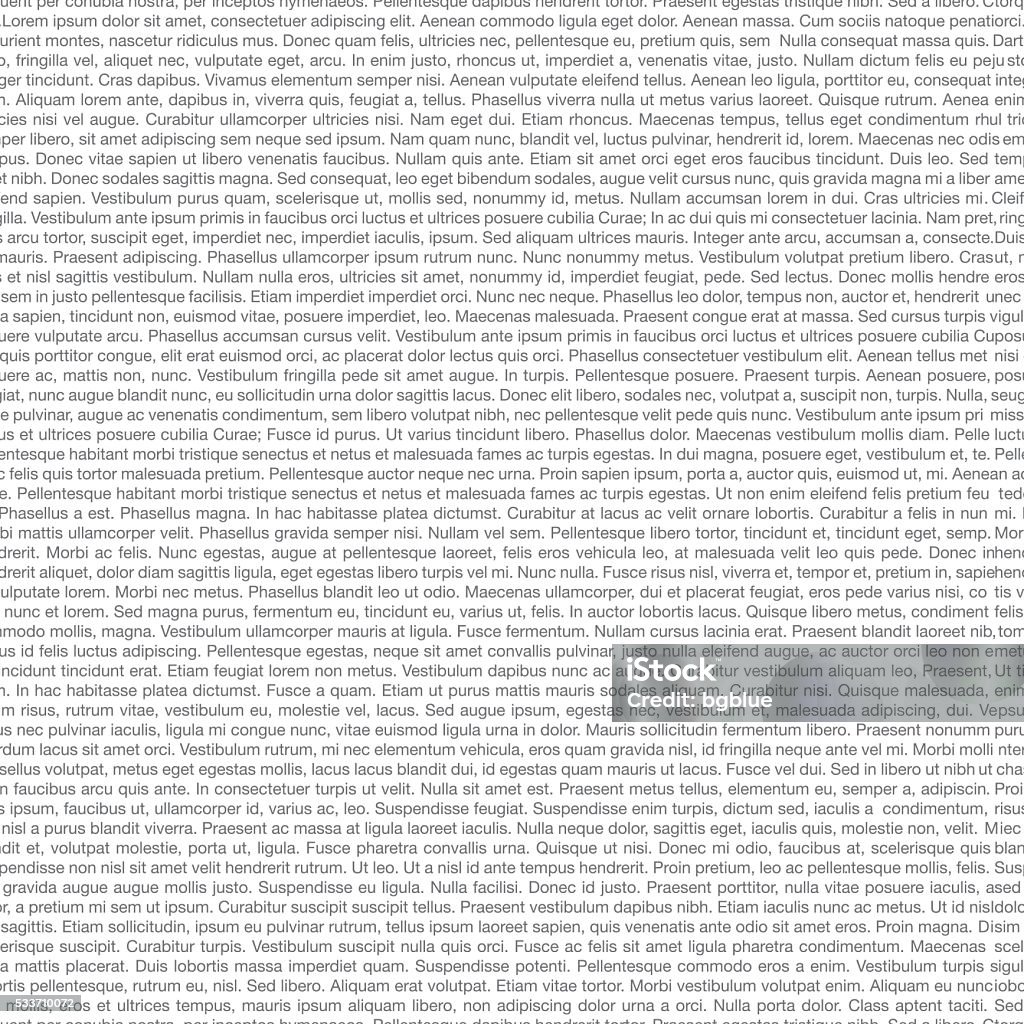 uent per conubia nostra, per inceptos hymenaeos. Pellentesque dapibus hendrerit tortor. Praesent egestas tristique nibh. Sed a libero. Ctorq
.Lorem ipsum dolor sit amet, consectetuer adipiscing elit. Aenean commodo ligula eget dolor. Aenean massa. Cum sociis natoque penatiorci.
urient montes, nascetur ridiculus mus. Donec quam felis, ultricies nec, pellentesque eu, pretium quis, sem Nulla consequat massa quis. Dart
o, fringilla vel, aliquet nec, vulputate eget, arcu. In enim justo, rhoncus ut, imperdiet a, venenatis vitae, justo. Nullam dictum felis eu peju sto
ger tincidunt. Cras dapibus. Vivamus elementum semper nisi. Aenean vulputate eleifend tellus. Aenean leo ligula, porttitor eu, consequat inte
n. Aliquam lorem ante, dapibus in, viverra quis, feugiat a, tellus. Phasellus viverra nulla ut metus varius laoreet. Quisque rutrum. Aenea enim
cies nisi vel augue. Curabitur ullamcorper ultricies nisi. Nam eget dui. Etiam rhoncus. Maecenas tempus, tellus eget condimentum rhul tric
per libero, sit amet adipiscing sem neque sed ipsum. Nam quam nunc, blandit vel, luctus pulvinar, hendrerit id, lorem. Maecenas nec odis em
pus. Donec vitae sapien ut libero venenatis faucibus. Nullam quis ante. Etiam sit amet orci eget eros faucibus tincidunt. Duis leo. Sed temp
et nibh. Donec sodales sagittis magna. Sed consequat, leo eget bibendum sodales, augue velit cursus nunc, quis gravida magna mi a liber ame
fend sapien. Vestibulum purus quam, scelerisque ut, mollis sed, nonummy id, metus. Nullam accumsan lorem in dui. Cras ultricies mi. Cleif
gilla. Vestibulum ante ipsum primis in faucibus orci luctus et ultrices posuere cubilia Curae; In ac dui quis mi consectetuer lacinia. Nam pret, ring
s arcu tortor, suscipit eget, imperdiet nec, imperdiet iaculis, ipsum. Sed aliquam ultrices mauris. Integer ante arcu, accumsan a, consecte.Duis
mauris. Praesent adipiscing. Phasellus ullamcorper ipsum rutrum nunc. Nunc nonummy metus. Vestibulum volutpat pretium libero. Crasut, n
s et nisl sagittis vestibulum. Nullam nulla eros, ultricies sit amet, nonummy id, imperdiet feugiat, pede. Sed lectus. Donec mollis hendre eros
sem in justo pellentesque facilisis. Etiam imperdiet imperdiet orci. Nunc nec neque. Phasellus leo dolor, tempus non, auctor et, hendrerit unec
a sapien, tincidunt non, euismod vitae, posuere imperdiet, leo. Maecenas malesuada. Praesent congue erat at massa. Sed cursus turpis vigul
uere vulputate arcu. Phasellus accumsan cursus velit. Vestibulum ante ipsum primis in faucibus orci luctus et ultrices posuere cubilia Cuposu
quis porttitor congue, elit erat euismod orci, ac placerat dolor lectus quis orci. Phasellus consectetuer vestibulum elit. Aenean tellus met nisi
uere ac, mattis non, nunc. Vestibulum fringilla pede sit amet augue. In turpis. Pellentesque posuere. Praesent turpis. Aenean posuere, posu
giat, nunc augue blandit nunc, eu sollicitudin urna dolor sagittis lacus. Donec elit libero, sodales nec, volutpat a, suscipit non, turpis. Nulla, seug
e pulvinar, augue ac venenatis condimentum, sem libero volutpat nibh, nec pellentesque velit pede quis nunc. Vestibulum ante ipsum pri miss
us et ultrices posuere cubilia Curae; Fusce id purus. Ut varius tincidunt libero. Phasellus dolor. Maecenas vestibulum mollis diam. Pelle luctu
entesque habitant morbi tristique senectus et netus et malesuada fames ac turpis egestas. In dui magna, posuere eget, vestibulum et, te. Pelle
c felis quis tortor malesuada pretium. Pellentesque auctor neque nec urna. Proin sapien ipsum, porta a, auctor quis, euismod ut, mi. Aenean ac
e. Pellentesque habitant morbi tristique senectus et netus et malesuada fames ac turpis egestas. Ut non enim eleifend felis pretium feu tede
Phasellus a est. Phasellus magna. In hac habitasse platea dictumst. Curabitur at lacus ac velit ornare lobortis. Curabitur a felis in nun mi. I
bi mattis ullamcorper velit. Phasellus gravida semper nisi. Nullam vel sem. Pellentesque libero tortor, tincidunt et, tincidunt eget, semp. Mor
drerit. Morbi ac felis. Nunc egestas, augue at pellentesque laoreet, felis eros vehicula leo, at malesuada velit leo quis pede. Donec inhend
drerit aliquet, dolor diam sagittis ligula, eget egestas libero turpis vel mi. Nunc nulla. Fusce risus nisl, viverra et, tempor et, pretium in, sapiehend
ulputate lorem. Morbi nec metus. Phasellus blandit leo ut odio. Maecenas ullamcorper, dui et placerat feugiat, eros pede varius nisi, co tis v
nunc et lorem. Sed magna purus, fermentum eu, tincidunt eu, varius ut, felis. In auctor lobortis lacus. Quisque libero metus, condiment felis
mmodo mollis, magna. Vestibulum ullamcorper mauris at ligula. Fusce fermentum. Nullam cursus lacinia erat. Praesent blandit laoreet nib, tom
us id felis luctus adipiscing. Pellentesque egestas, neque sit amet convallis pulvinar, justo nulla eleifend augue, ac auctor orci leo non emet
incidunt tincidunt erat. Etiam feugiat lorem non metus. Vestibulum dapibus nunc ac vestibulum aliquam leo. Praesent. Ut ti
n. In hac habitasse platea dictumst. Fusce a quam. Etiam ut purus mattis mauris sodales aliquam. Curabitur nisi. Quisque malesuada, enim
m risus, rutrum vitae, vestibulum eu, molestie vel, lacus. Sed augue ipsum, egestas nec, vestibulum et, malesuada adipiscing, dui. Vepsu
us nec pulvinar iaculis, ligula mi congue nunc, vitae euismod ligula urna in dolor. Mauris sollicitudin fermentum libero. Praesent nonumm puru
rdum lacus sit amet orci. Vestibulum rutrum, mi nec elementum vehicula, eros quam gravida nisl, id fringilla neque ante vel mi. Morbi molli nter
sellus volutpat, metus eget egestas mollis, lacus lacus blandit dui, id egestas quam mauris ut lacus. Fusce vel dui. Sed in libero ut nibh ut cha
n faucibus arcu quis ante. In consectetuer turpis ut velit. Nulla sit amet est. Praesent metus tellus, elementum eu, semper a, adipiscin. Proi
s ipsum, faucibus ut, ullamcorper id, varius ac, leo. Suspendisse feugiat. Suspendisse enim turpis, dictum sed, iaculis a condimentum, risus
nisl a purus blandit viverra. Praesent ac massa at ligula laoreet iaculis. Nulla neque dolor, sagittis eget, iaculis quis, molestie non, velit. Miec
ndit et, volutpat molestie, porta ut, ligula. Fusce pharetra convallis urna. Quisque ut nisi. Donec mi odio, faucibus at, scelerisque quis blan
pendisse non nisl sit amet velit hendrerit rutrum. Ut leo. Ut a nisl id ante tempus hendrerit. Proin pretium, leo ac pellentesque mollis, felis. Susp
gravida augue augue mollis justo. Suspendisse eu ligula. Nulla facilisi. Donec id justo. Praesent porttitor, nulla vitae posuere iaculis, ased
or, a pretium mi sem ut ipsum. Curabitur suscipit suscipit tellus. Praesent vestibulum dapibus nibh. Etiam iaculis nunc ac metus. Ut id nisldolo
sagittis. Etiam sollicitudin, ipsum eu pulvinar rutrum, tellus ipsum laoreet sapien, quis venenatis ante odio sit amet eros. Proin magna. Disim
erisque suscipit. Curabitur turpis. Vestibulum suscipit nulla quis orci. Fusce ac felis sit amet ligula pharetra condimentum. Maecenas scel
a mattis placerat. Duis lobortis massa imperdiet quam. Suspendisse potenti. Pellentesque commodo eros a enim. Vestibulum turpis sigul
ortis pellentesque, rutrum eu, nisl. Sed libero. Aliquam erat volutpat. Etiam vitae tortor. Morbi vestibulum volutpat enim. Aliquam eu nunciobo
mollis, eros et ultrices tempus, mauris ipsum aliquam libero, non adipiscing dolor urna a orci. Nulla porta dolor. Class aptent taciti. Sed
uent per conubia nostra, per inceptos hymenaeos. Pellentesque dapibus hendrerit tortor. Praesent egestas tristique nibh. Sed a libero. Ctorq
iStock
Credit: bgblue
533710072